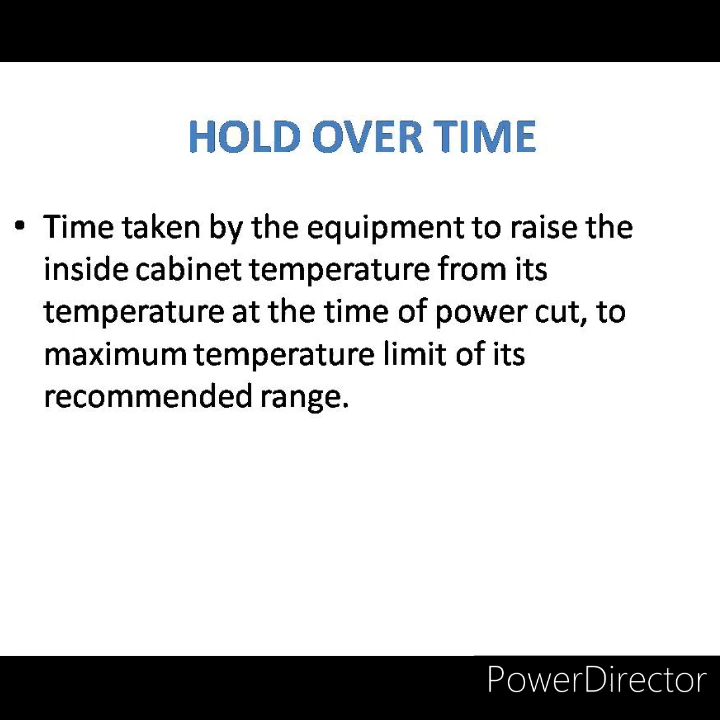 HOLD OVER TIME
• Time taken by the equipment to raise the
inside cabinet temperature from its
temperature at the time of power cut, to
maximum temperature limit of its
recommended range.
PowerDirector